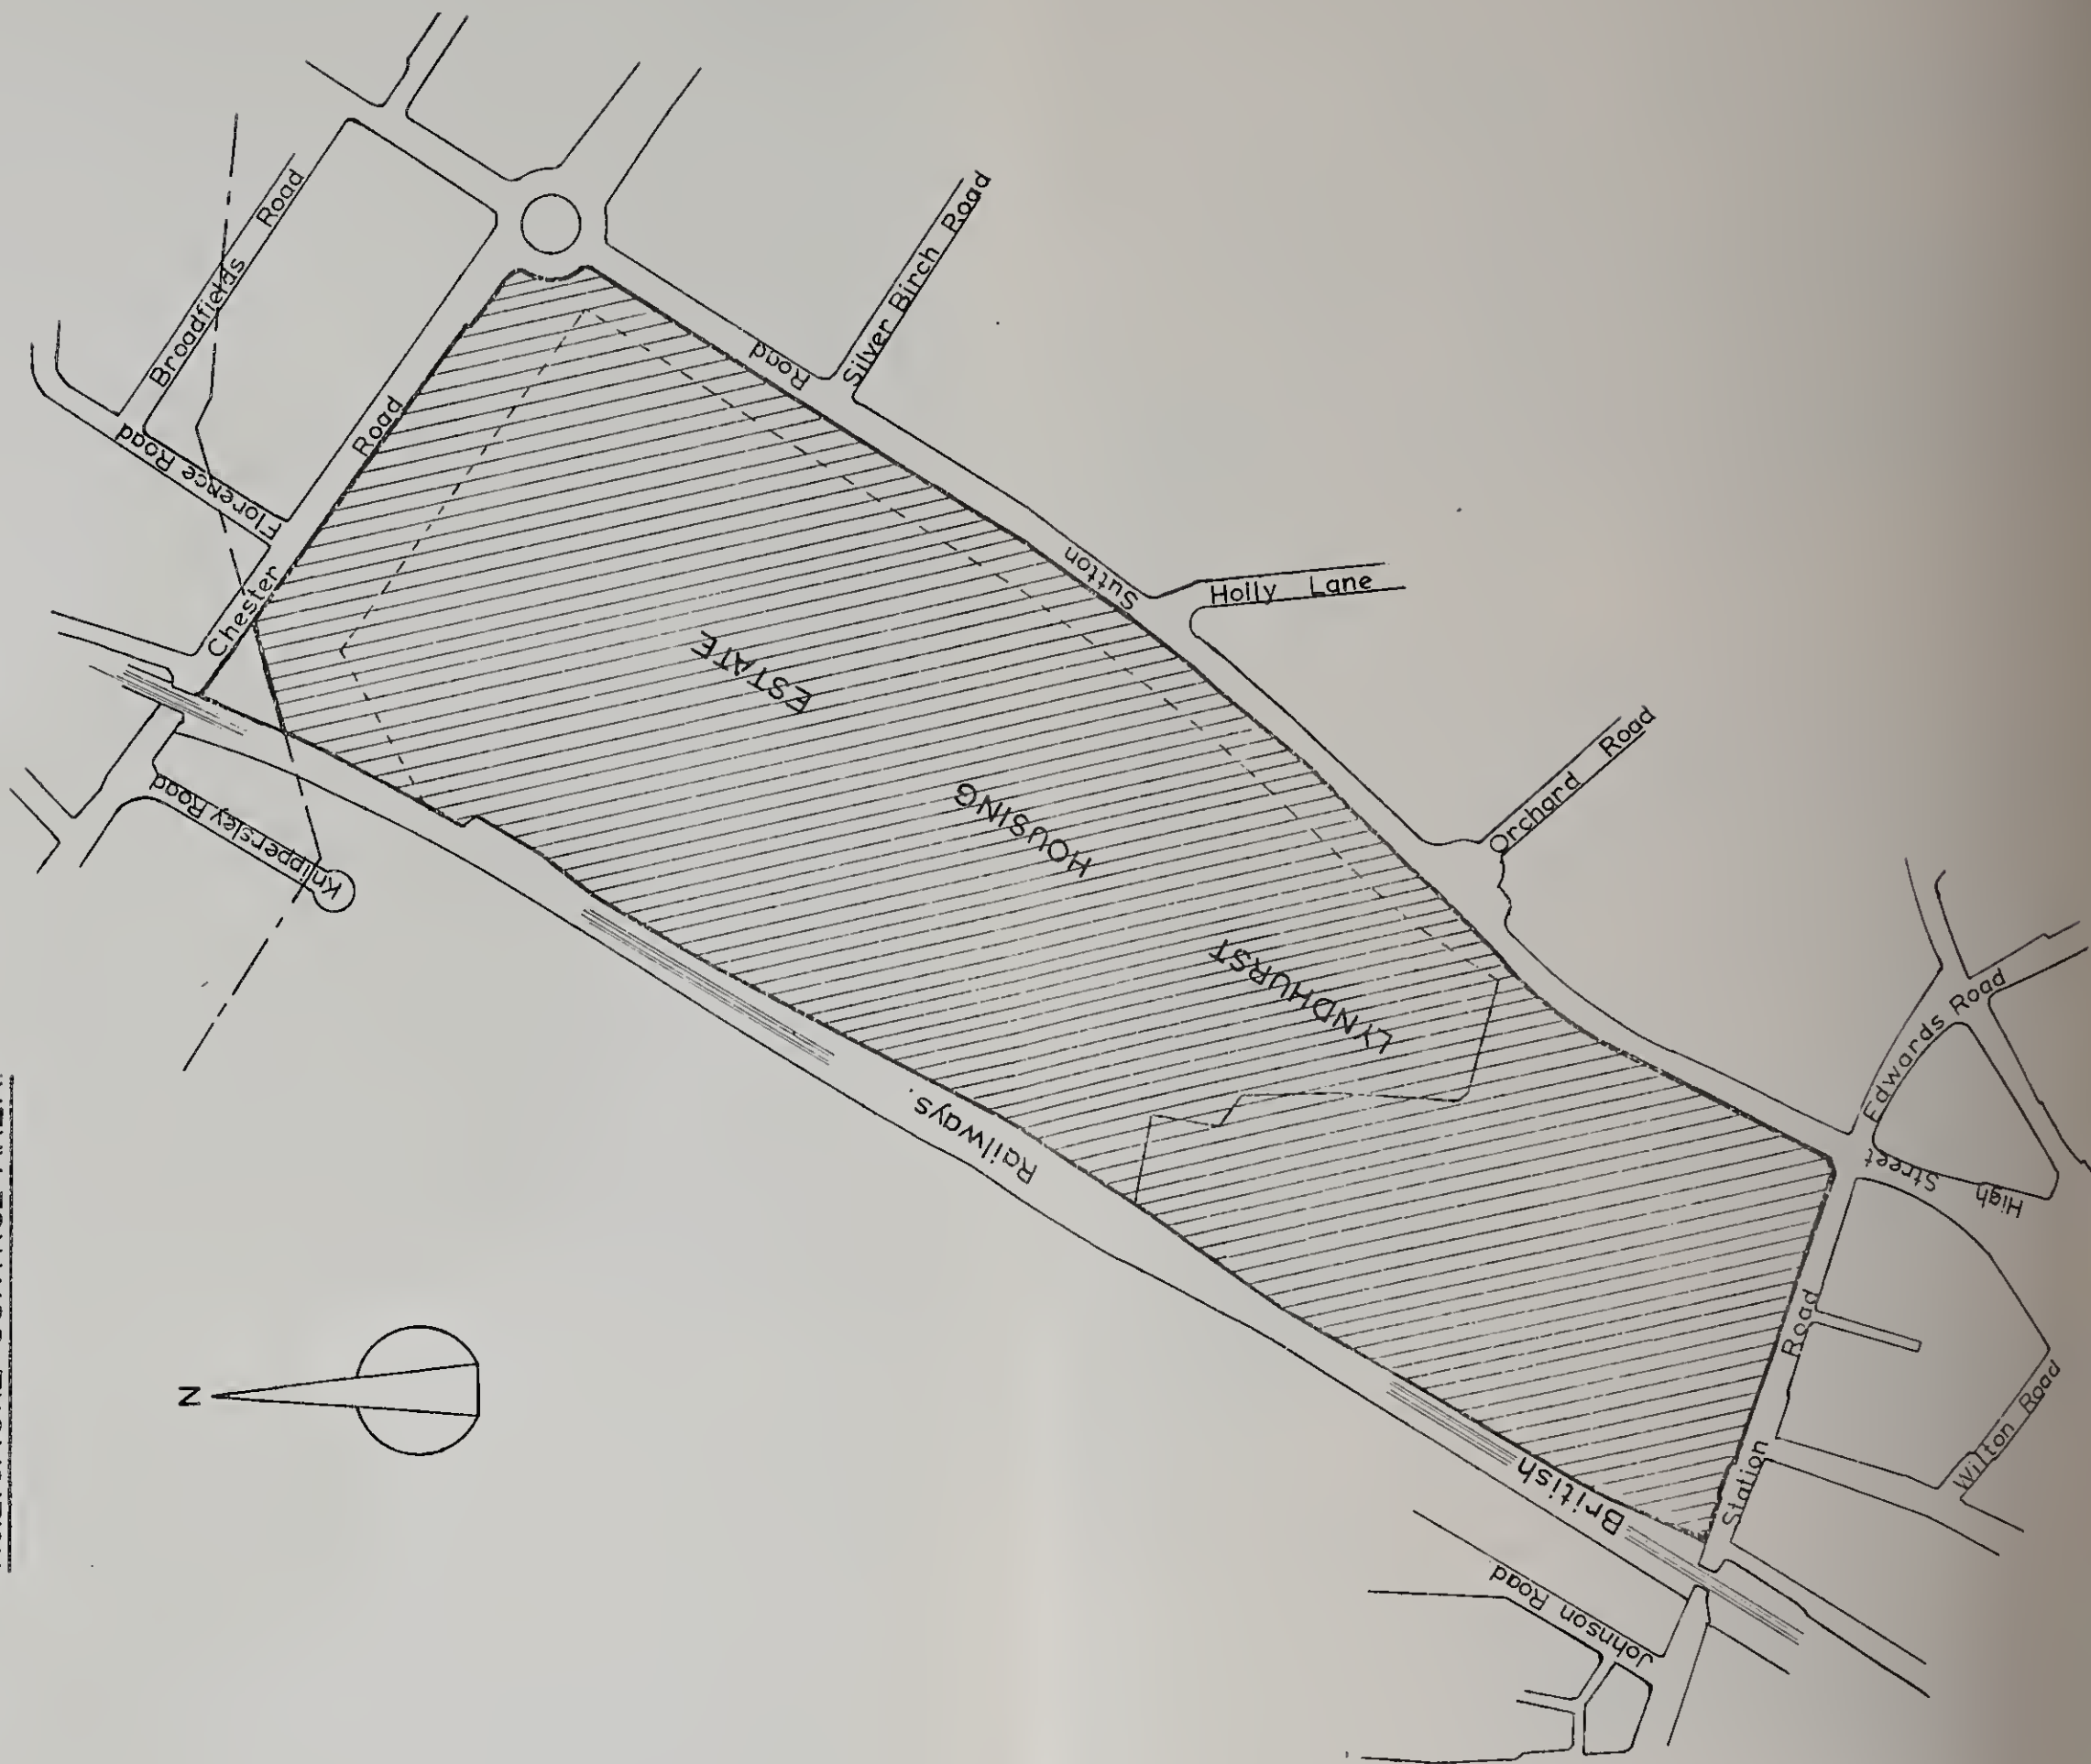 Broadfields Road
Florence Road
Chester Road
Silver Birch Road
Sutton Road
Holly Lane
Orchard Road
Knippersley Road
LYNDHURST HOUSING ESTATE
British Railways.
Edwards Road
High Street
Station Road
Wilton Road
Johnson Road
N